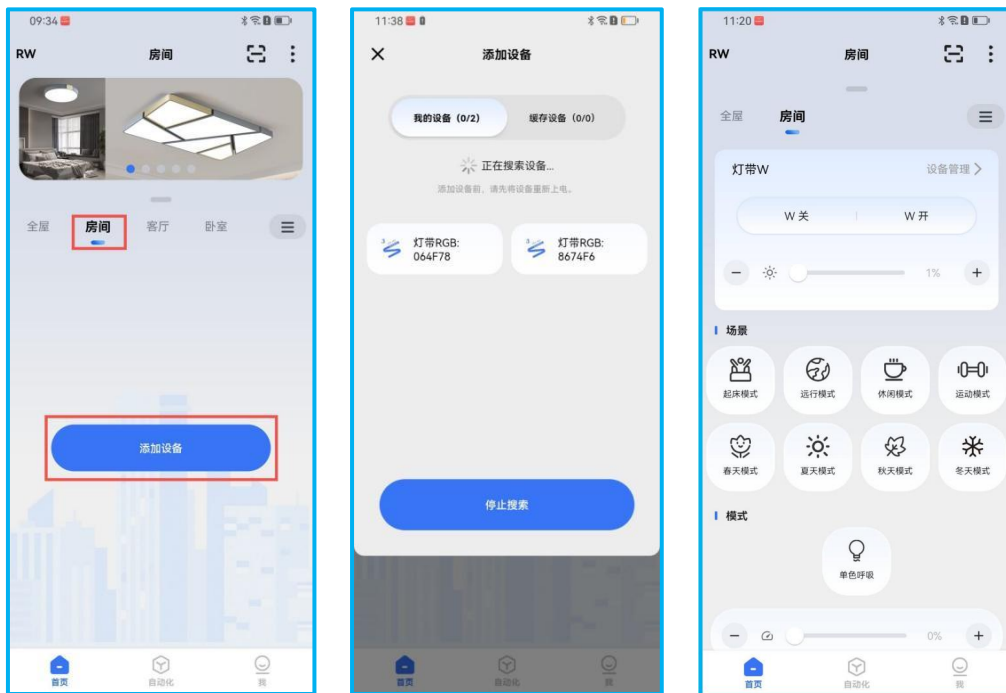 09:34
RW
房间
全屋
房间
客厅
卧室
添加设备
首页
自动化
我
11:38
添加设备
我的设备（0/2）
缓存设备（0/0）
正在搜索设备...
添加设备前，请先将设备重新上电。
灯带RGB:
064F78
灯带RGB:
8674F6
停止搜索
首页
自动化
我
11:20
RW
房间
全屋
房间
灯带W
设备管理
W 关
W 开
1%
场景
起床模式
远行模式
休闲模式
运动模式
春天模式
夏天模式
秋天模式
冬天模式
模式
单色呼吸
0%
首页
自动化
我